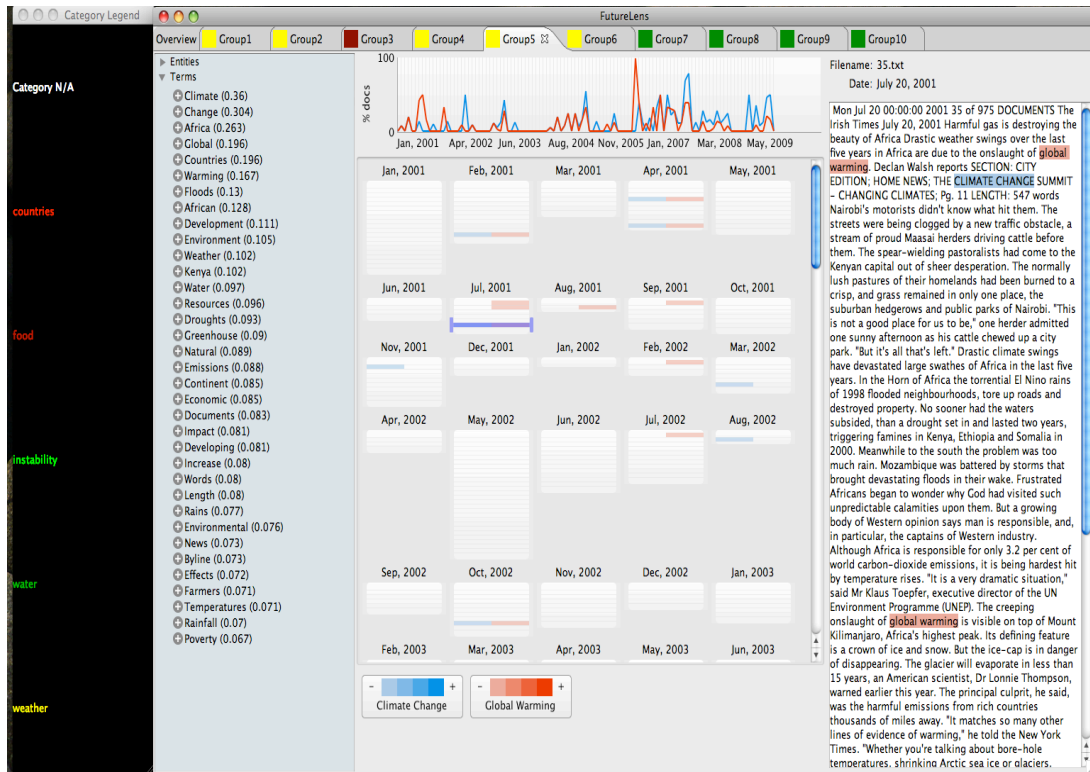 Category Legend
FutureLens
Overview Group1 Group2 Group3 Group4 Group5 Group6 Group7 Group8 Group9 Group10
Category N/A
countries
food
instability
water
weather
Entities
Terms
Climate (0.36)
Change (0.304)
Africa (0.263)
Global (0.196)
Countries (0.196)
Warming (0.167)
Floods (0.13)
African (0.128)
Development (0.111)
Environment (0.105)
Weather (0.102)
Kenya (0.102)
Water (0.097)
Resources (0.096)
Droughts (0.093)
Greenhouse (0.09)
Natural (0.089)
Emissions (0.088)
Continent (0.085)
Economic (0.085)
Documents (0.083)
Impact (0.081)
Developing (0.081)
Increase (0.08)
Words (0.08)
Length (0.08)
Rains (0.077)
Environmental (0.076)
News (0.073)
Byline (0.073)
Effects (0.072)
Farmers (0.071)
Temperatures (0.071)
Rainfall (0.07)
Poverty (0.067)
100
% docs
0
Jan, 2001 Apr, 2002 Jun, 2003 Aug, 2004 Nov, 2005 Jan, 2007 Mar, 2008 May, 2009
Jan, 2001 Feb, 2001 Mar, 2001 Apr, 2001 May, 2001
Jun, 2001 Jul, 2001 Aug, 2001 Sep, 2001 Oct, 2001
Nov, 2001 Dec, 2001 Jan, 2002 Feb, 2002 Mar, 2002
Apr, 2002 May, 2002 Jun, 2002 Jul, 2002 Aug, 2002
Sep, 2002 Oct, 2002 Nov, 2002 Dec, 2002 Jan, 2003
Feb, 2003 Mar, 2003 Apr, 2003 May, 2003 Jun, 2003
- +
Climate Change
- +
Global Warming
Filename: 35.txt
Date: July 20, 2001
Mon Jul 20 00:00:00 2001 35 of 975 DOCUMENTS The
Irish Times July 20, 2001 Harmful gas is destroying the
beauty of Africa Drastic weather swings over the last
five years in Africa are due to the onslaught of global
warming. Declan Walsh reports SECTION: CITY
EDITION; HOME NEWS; THE CLIMATE CHANGE SUMMIT
- CHANGING CLIMATES; Pg. 11 LENGTH: 547 words
Nairobi's motorists didn't know what hit them. The
streets were being clogged by a new traffic obstacle, a
stream of proud Maasai herders driving cattle before
them. The spear-wielding pastoralists had come to the
Kenyan capital out of sheer desperation. The normally
lush pastures of their homelands had been burned to a
crisp, and grass remained in only one place, the
suburban hedgerows and public parks of Nairobi. "This
is not a good place for us to be," one herder admitted
one sunny afternoon as his cattle chewed up a city
park. "But it's all that's left." Drastic climate swings
have devastated large swathes of Africa in the last five
years. In the Horn of Africa the torrential El Nino rains
of 1998 flooded neighbourhoods, tore up roads and
destroyed property. No sooner had the waters
subsided, than a drought set in and lasted two years,
triggering famines in Kenya, Ethiopia and Somalia in
2000. Meanwhile to the south the problem was too
much rain. Mozambique was battered by storms that
brought devastating floods in their wake. Frustrated
Africans began to wonder why God had visited such
unpredictable calamities upon them. But a growing
body of Western opinion says man is responsible, and,
in particular, the captains of Western industry.
Although Africa is responsible for only 3.2 per cent of
world carbon-dioxide emissions, it is being hardest hit
by temperature rises. "It is a very dramatic situation,"
said Mr Klaus Toepfer, executive director of the UN
Environment Programme (UNEP). The creeping
onslaught of global warming is visible on top of Mount
Kilimanjaro, Africa's highest peak. Its defining feature
is a crown of ice and snow. But the ice-cap is in danger
of disappearing. The glacier will evaporate in less than
15 years, an American scientist, Dr Lonnie Thompson,
warned earlier this year. The principal culprit, he said,
was the harmful emissions from rich countries
thousands of miles away. "It matches so many other
lines of evidence of warming," he told the New York
Times. "Whether you're talking about bore-hole
temperatures, shrinking Arctic sea ice or glaciers.